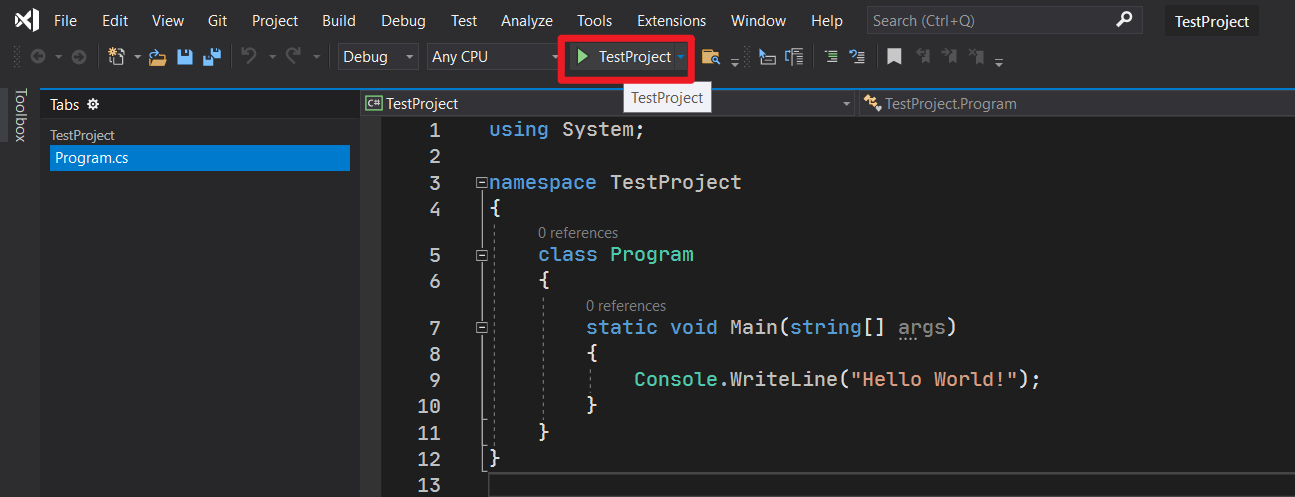 File Edit View Git Project Build Debug Test Analyze Tools Extensions Window Help Search (Ctrl+Q) TestProject
Debug Any CPU TestProject
TestProject
Toolbox
Tabs
TestProject
Program.cs
C# TestProject TestProject.Program
1 using System;
2
3 namespace TestProject
4 {
0 references
5 class Program
6 {
0 references
7 static void Main(string[] args)
8 {
9 Console.WriteLine("Hello World!");
10 }
11 }
12 }
13